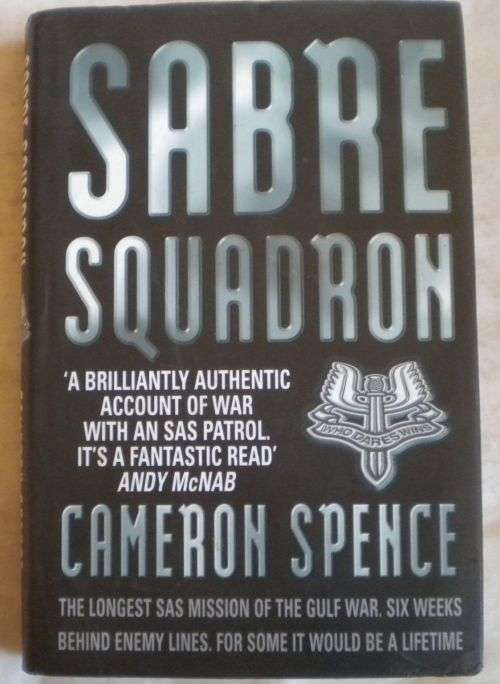 SABRE
SQUADRON
'A BRILLIANTLY AUTHENTIC
ACCOUNT OF WAR
WITH AN SAS PATROL.
IT'S A FANTASTIC READ'
ANDY McNAB
WHO DARES WINS
CAMERON SPENCE
THE LONGEST SAS MISSION OF THE GULF WAR. SIX WEEKS
BEHIND ENEMY LINES. FOR SOME IT WOULD BE A LIFETIME